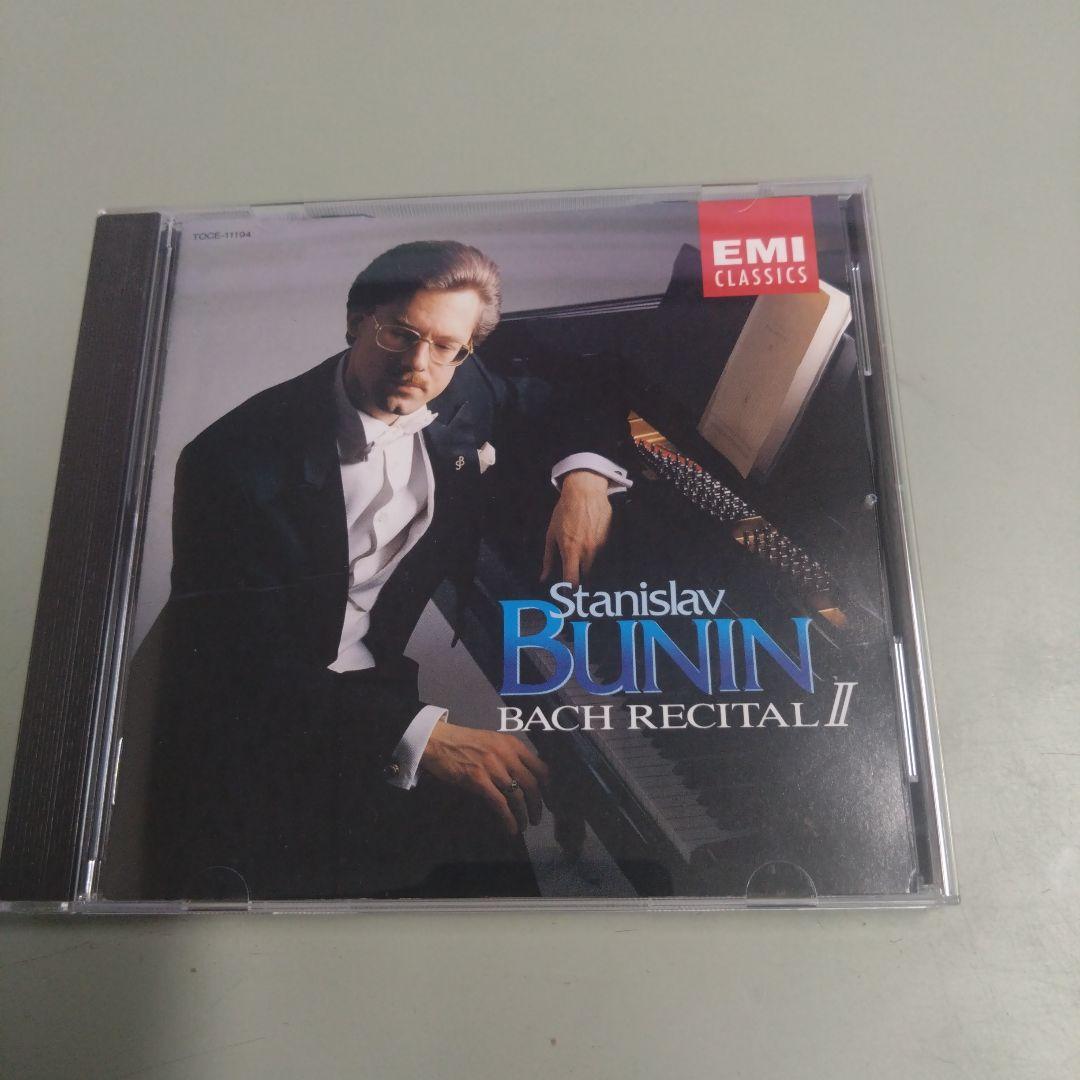 TOCE-11194
EMI
CLASSICS
Stanislav
BUNIN
BACH RECITAL II